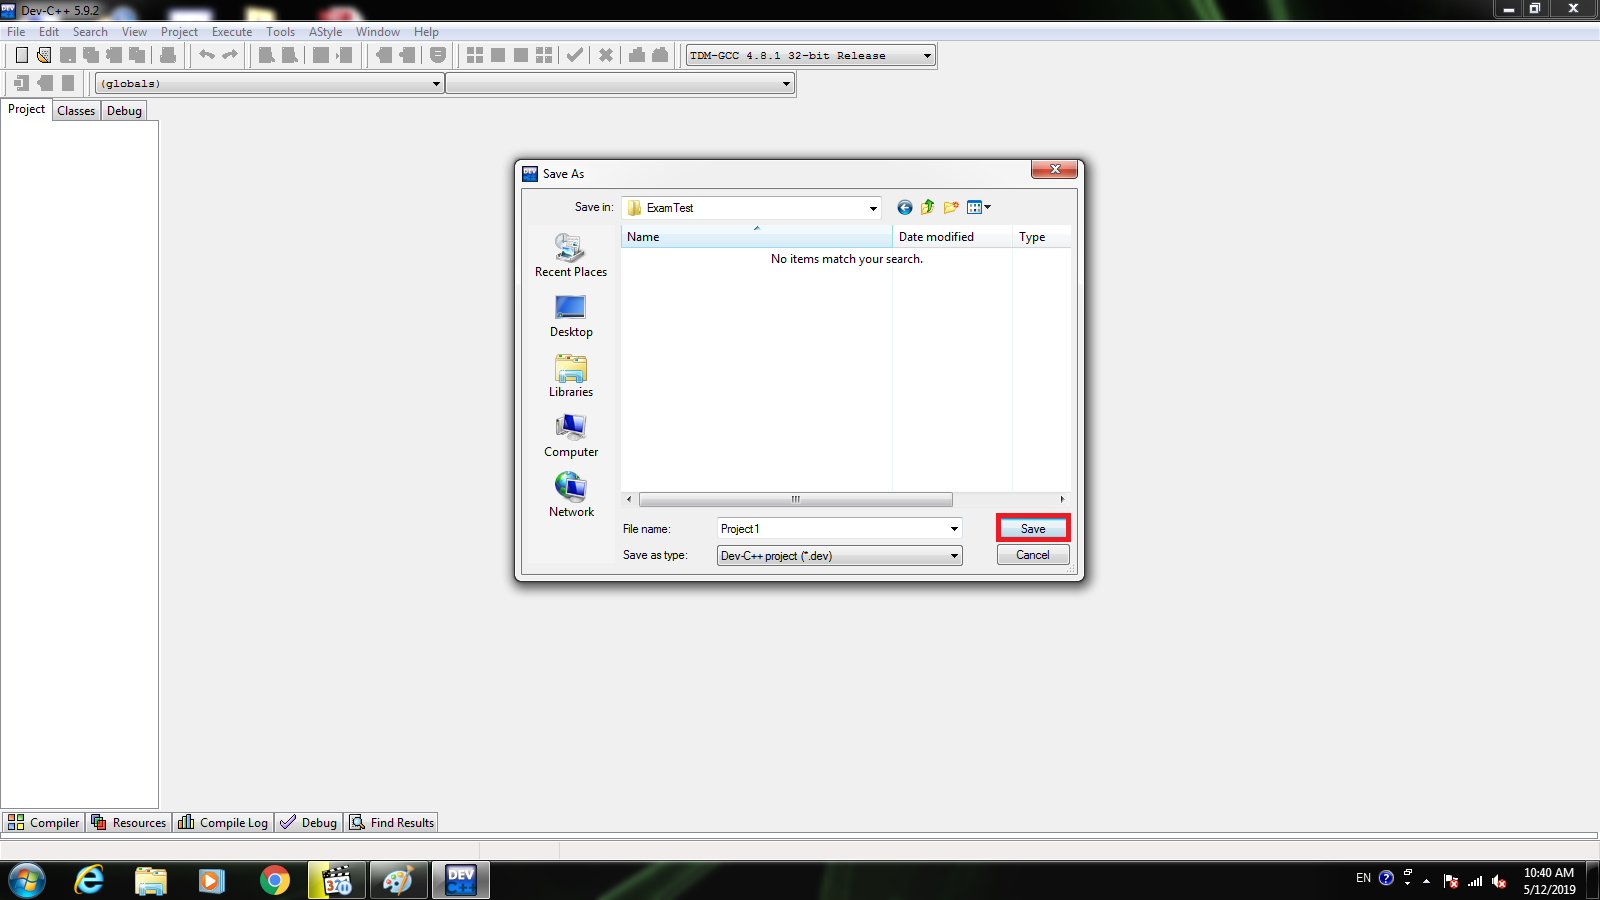 Dev-C++ 5.9.2
File Edit Search View Project Execute Tools AStyle Window Help
TDM-GCC 4.8.1 32-bit Release
(globals)
Project Classes Debug
Save As
Save in: ExamTest
Name Date modified Type
No items match your search.
Recent Places
Desktop
Libraries
Computer
Network
File name: Project1 Save
Save as type: Dev-C++ project (*.dev) Cancel
Compiler Resources Compile Log Debug Find Results
DEV
C++
321
EN
10:40 AM
5/12/2019